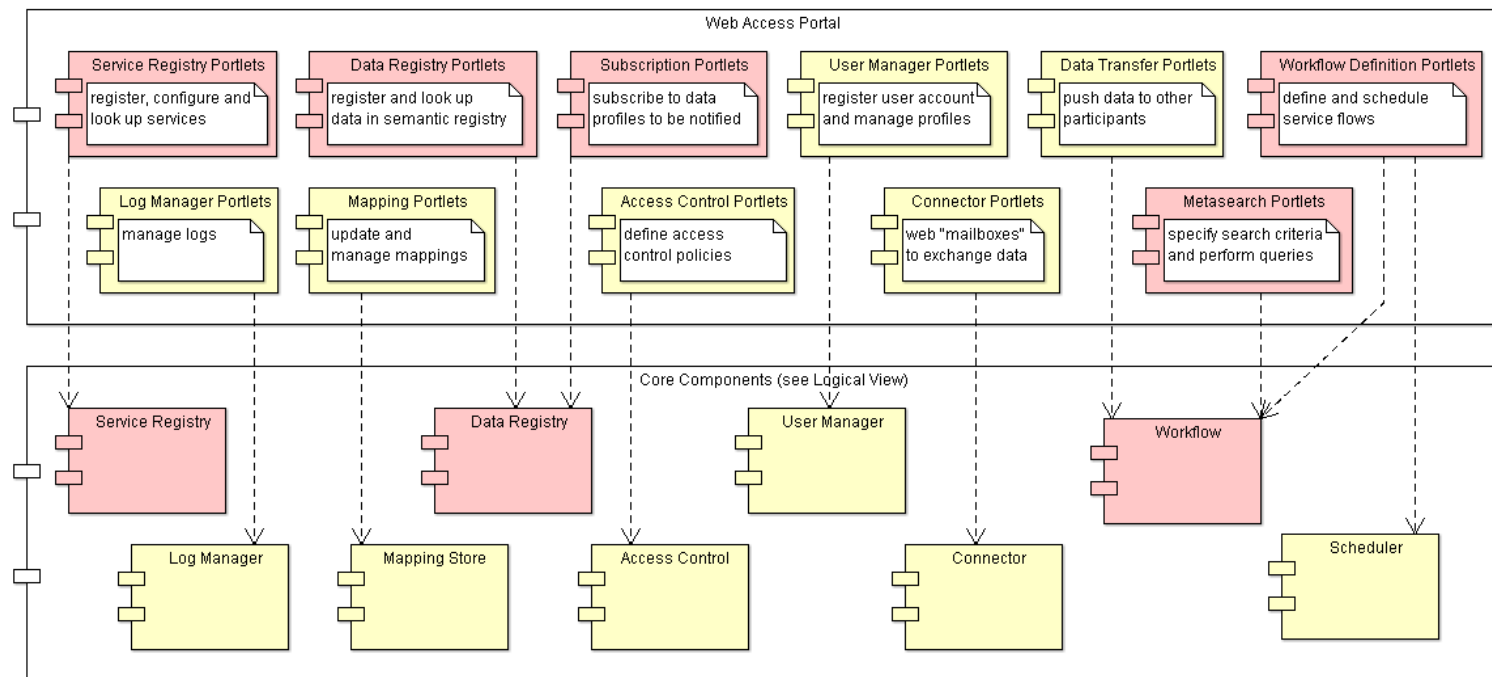 Web Access Portal
Service Registry Portlets
register, configure and
look up services
Data Registry Portlets
register and look up
data in semantic registry
Subscription Portlets
subscribe to data
profiles to be notified
User Manager Portlets
register user account
and manage profiles
Data Transfer Portlets
push data to other
participants
Workflow Definition Portlets
define and schedule
service flows
Log Manager Portlets
manage logs
Mapping Portlets
update and
manage mappings
Access Control Portlets
define access
control policies
Connector Portlets
web "mailboxes"
to exchange data
Metasearch Portlets
specify search criteria
and perform queries
Core Components (see Logical View)
Service Registry
Data Registry
User Manager
Workflow
Log Manager
Mapping Store
Access Control
Connector
Scheduler